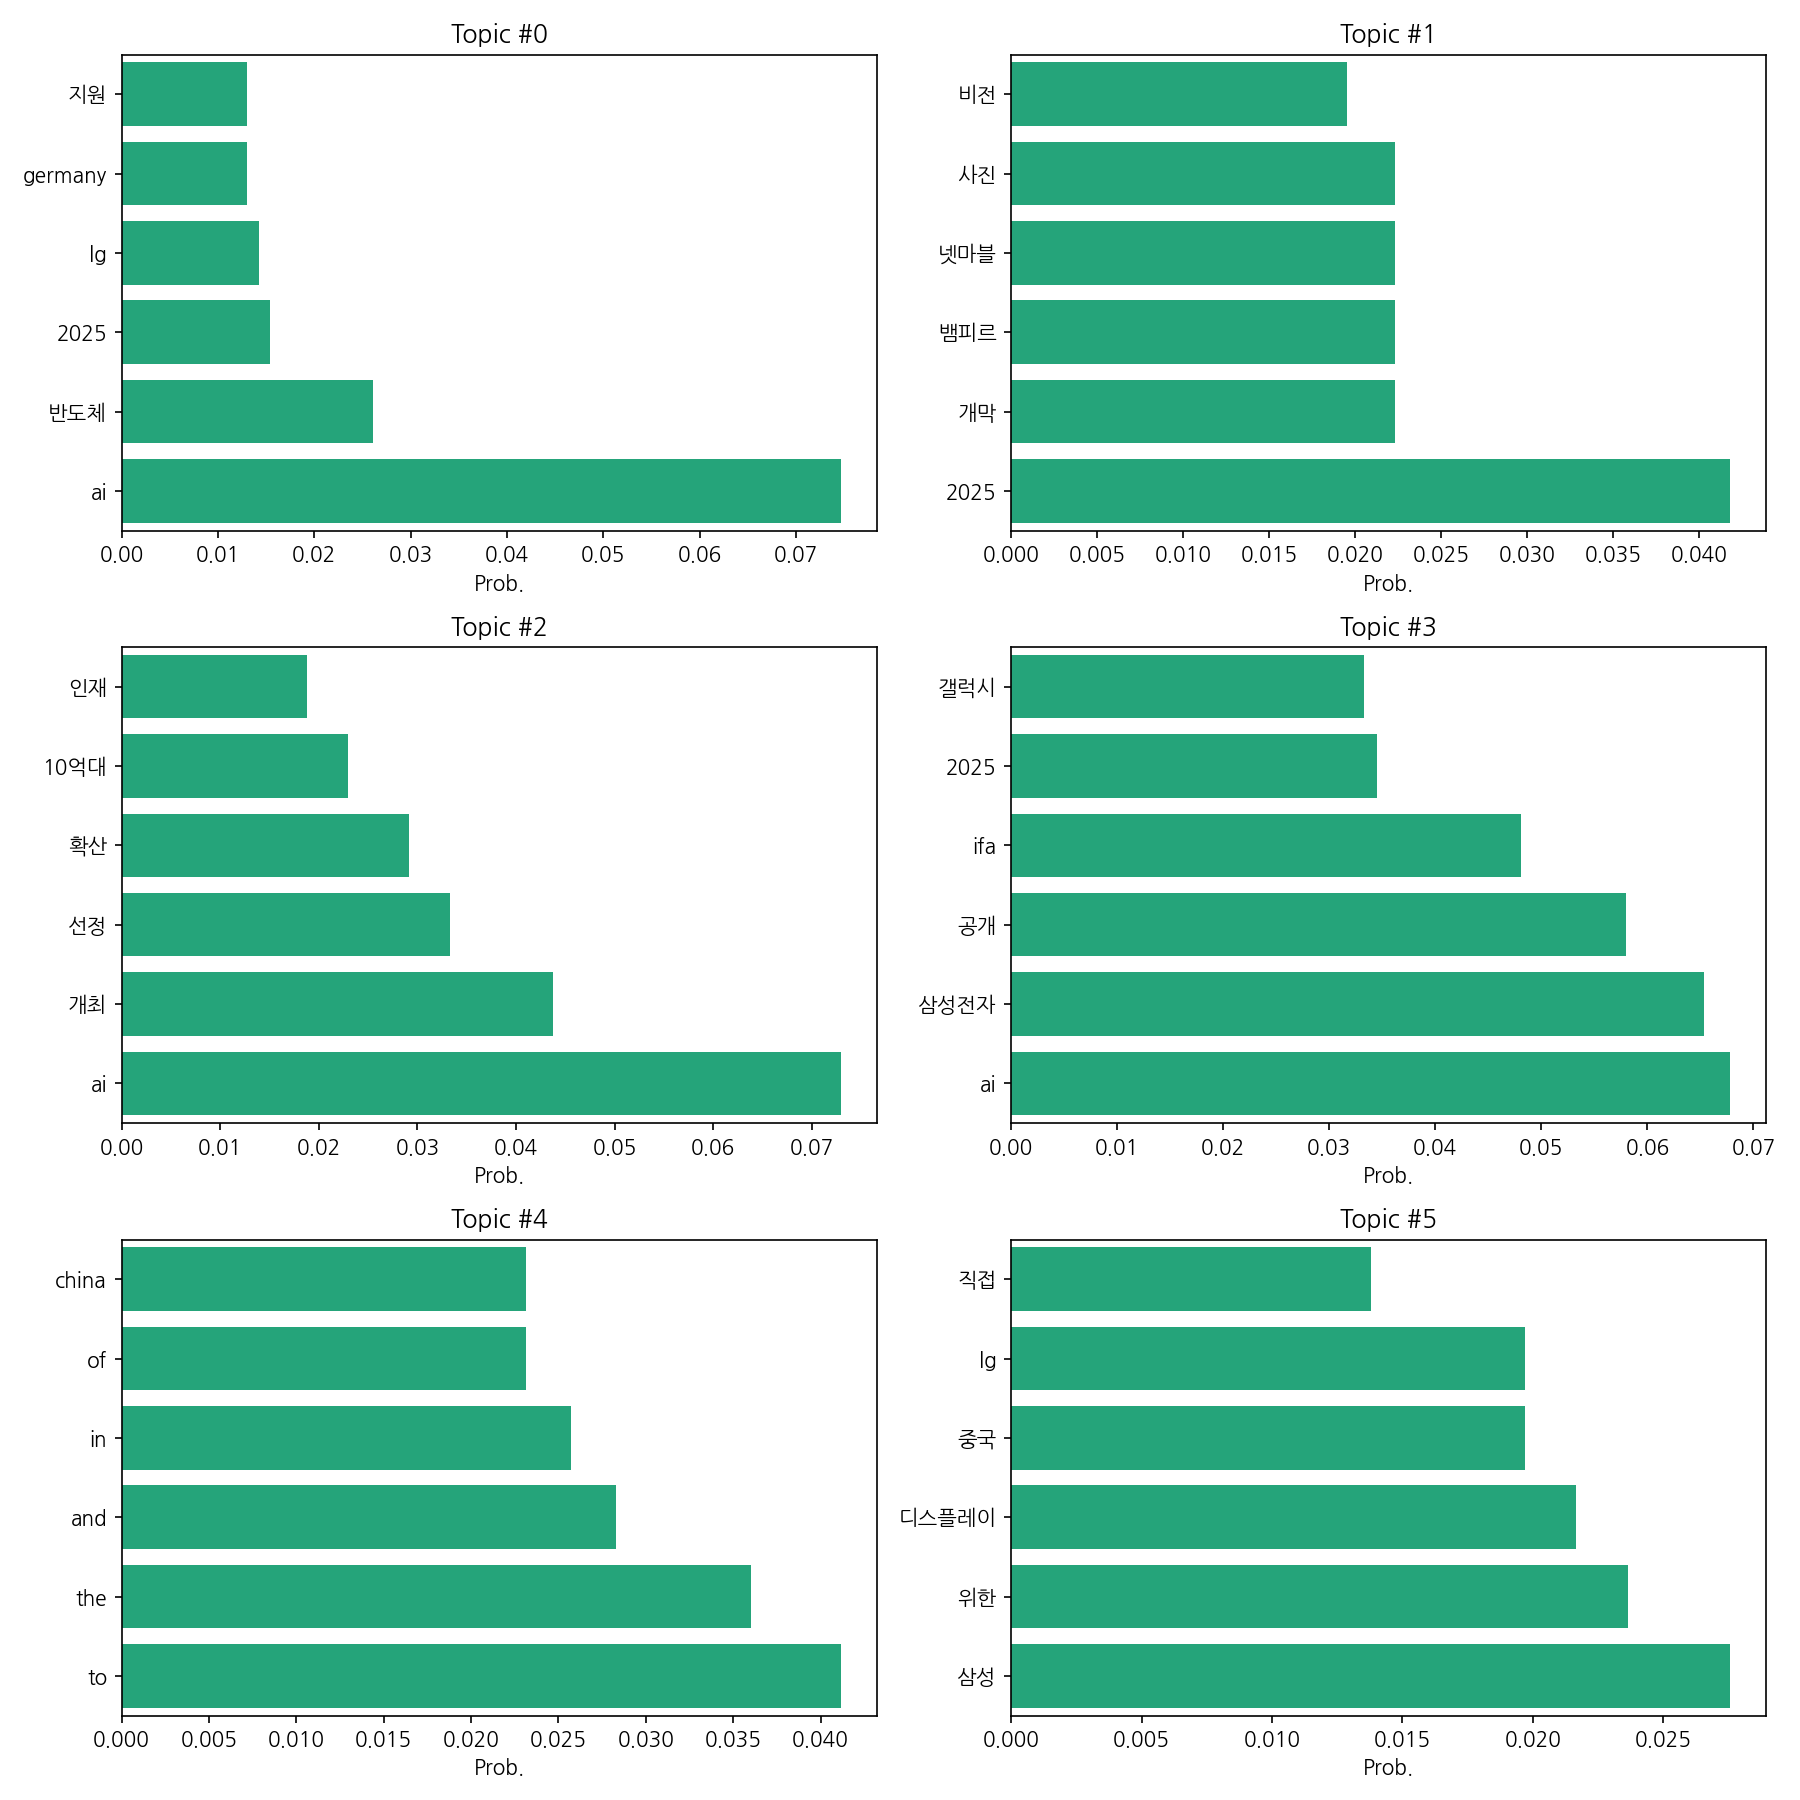 Topic #0
지원
germany
lg
2025
반도체
ai
0.00 0.01 0.02 0.03 0.04 0.05 0.06 0.07
Prob.
Topic #1
비전
사진
넷마블
뱀피르
개막
2025
0.000 0.005 0.010 0.015 0.020 0.025 0.030 0.035 0.040
Prob.
Topic #2
인재
10억대
확산
선정
개최
ai
0.00 0.01 0.02 0.03 0.04 0.05 0.06 0.07
Prob.
Topic #3
갤럭시
2025
ifa
공개
삼성전자
ai
0.00 0.01 0.02 0.03 0.04 0.05 0.06 0.07
Prob.
Topic #4
china
of
in
and
the
to
0.000 0.005 0.010 0.015 0.020 0.025 0.030 0.035 0.040
Prob.
Topic #5
직접
lg
중국
디스플레이
위한
삼성
0.000 0.005 0.010 0.015 0.020 0.025
Prob.